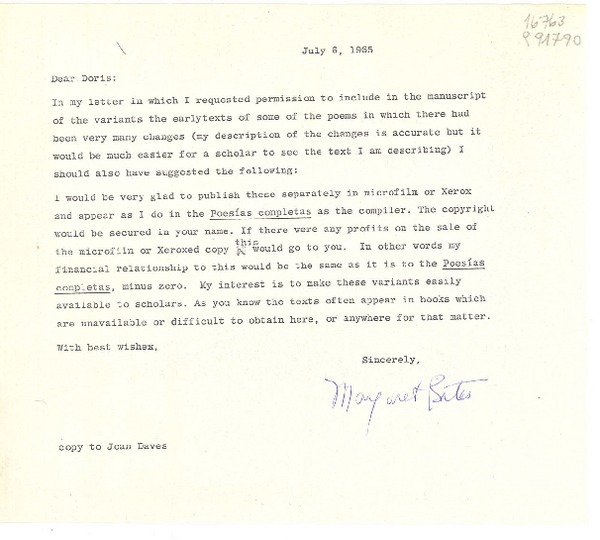 16763
991790
July 6, 1965
Dear Doris:
In my letter in which I requested permission to include in the manuscript
of the variants the earlytexts of some of the poems in which there had
been very many changes (my description of the changes is accurate but it
would be much easier for a scholar to see the text I am describing) I
should also have suggested the following:
I would be very glad to publish these separately in microfilm or Xerox
and appear as I do in the Poesías completas as the compiler. The copyright
would be secured in your name. If there were any profits on the sale of
the microfilm or Xeroxed copy this would go to you. In other words my
financial relationship to this would be the same as it is to the Poesías
completas, minus zero. My interest is to make these variants easily
available to scholars. As you know the texts often appear in books which
are unavailable or difficult to obtain here, or anywhere for that matter.
With best wishex,
Sincerely,
Margaret Bates
copy to Joan Daves